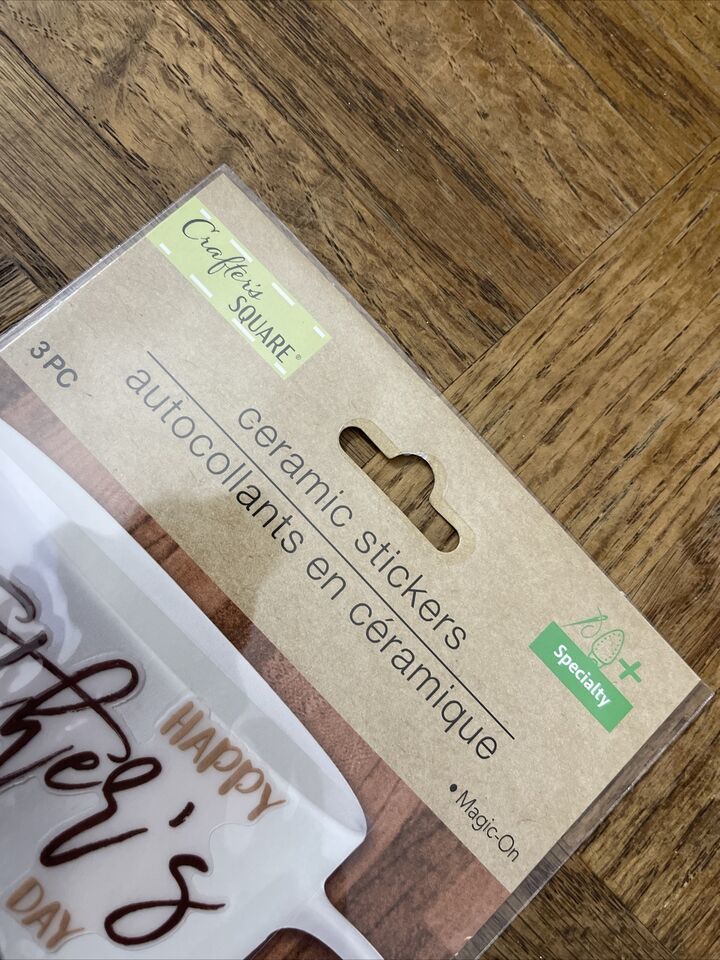 Crafter's
SQUARE®
3 PC
ceramic stickers
autocollants en céramique
Specialty
• Magic-On
HAPPY
ther's
DAY